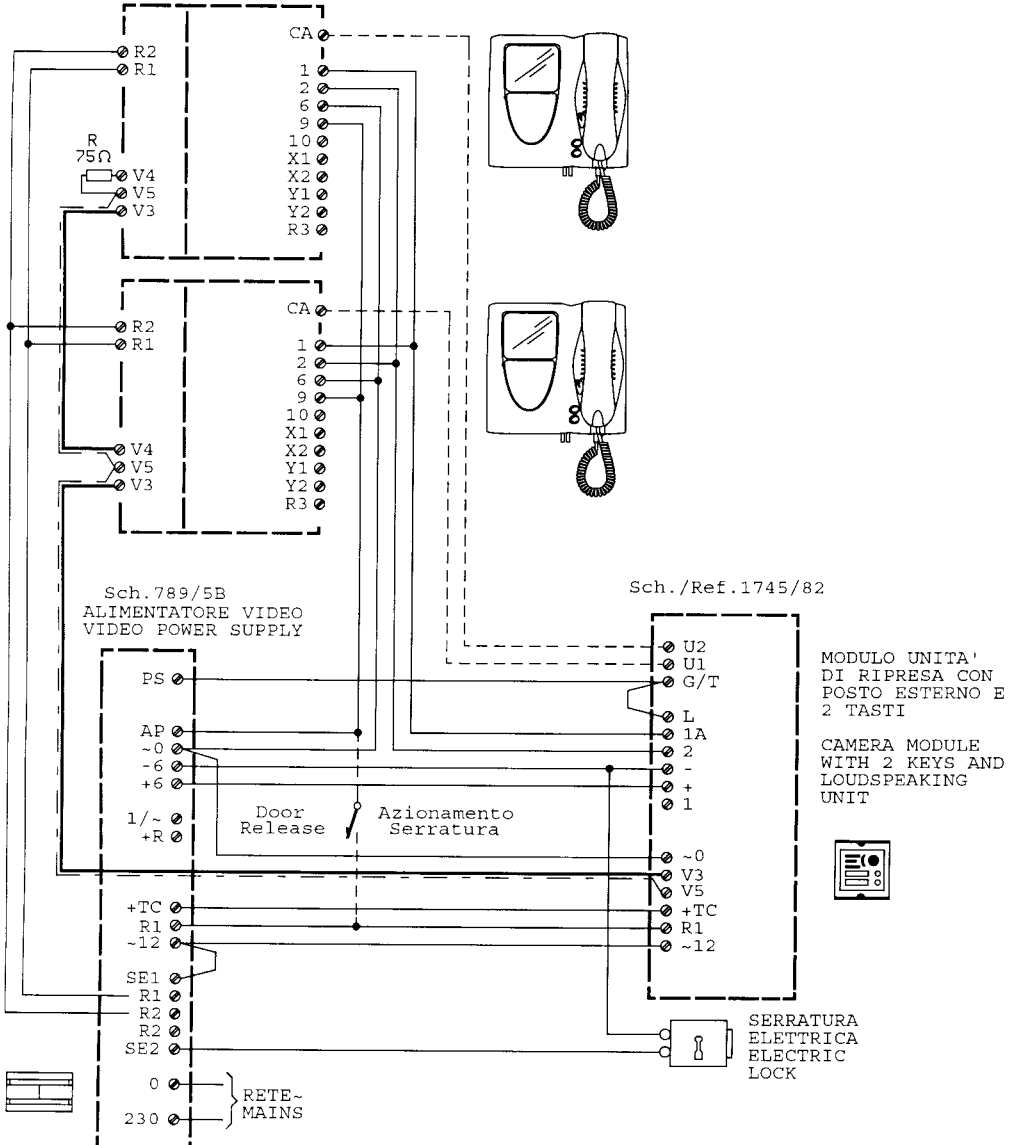 CA
R2
R1
1
2
6
9
10
X1
X2
Y1
Y2
R3
R
75Ω
V4
V5
V3
CA
R2
R1
1
2
6
9
10
X1
X2
Y1
Y2
R3
V4
V5
V3
Sch.789/5B
ALIMENTATORE VIDEO
VIDEO POWER SUPPLY
PS
AP
~0
-6
+6
1/~
+R
+TC
R1
~12
SE1
R1
R2
R2
SE2
0
230
RETE~
MAINS
Door
Release
Azionamento
Serratura
Sch./Ref.1745/82
U2
U1
G/T
L
1A
2
-
+
1
~0
V3
V5
+TC
R1
~12
MODULO UNITA'
DI RIPRESA CON
POSTO ESTERNO E
2 TASTI
CAMERA MODULE
WITH 2 KEYS AND
LOUDSPEAKING
UNIT
SERRATURA
ELETTRICA
ELECTRIC
LOCK